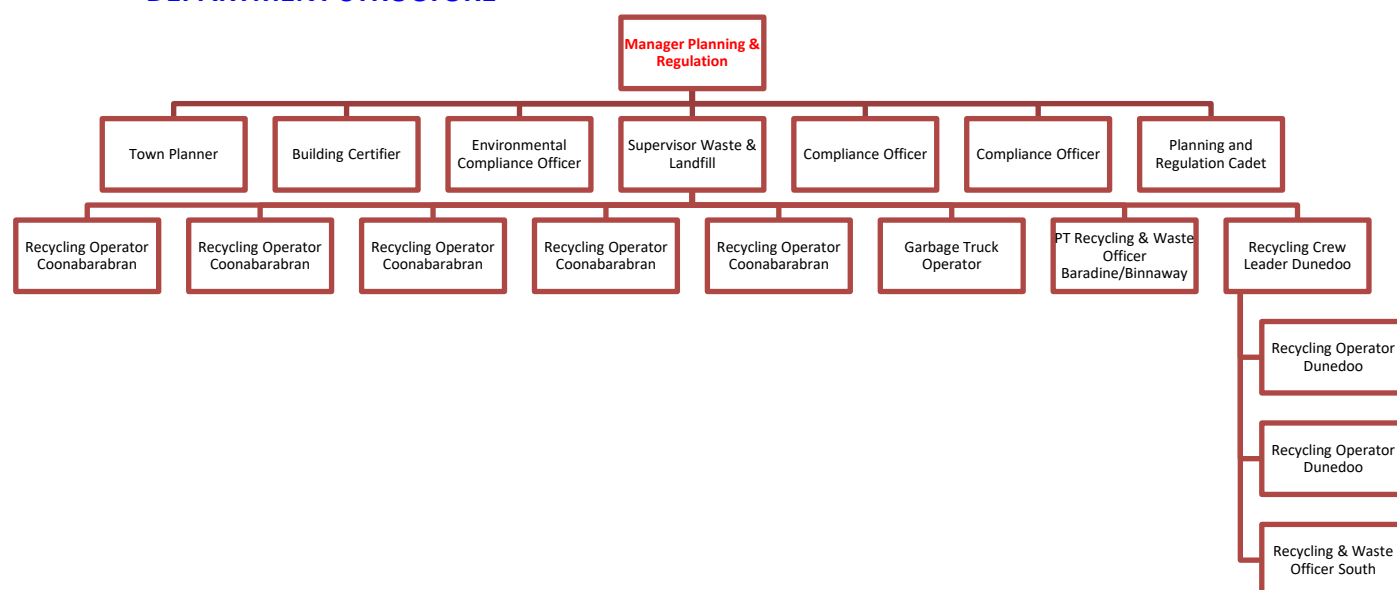 DEPARTMENT STRUCTURE
Manager Planning &
Regulation
Town Planner
Building Certifier
Environmental
Compliance Officer
Supervisor Waste &
Landfill
Compliance Officer
Compliance Officer
Planning and
Regulation Cadet
Recycling Operator
Coonabarabran
Recycling Operator
Coonabarabran
Recycling Operator
Coonabarabran
Recycling Operator
Coonabarabran
Recycling Operator
Coonabarabran
Garbage Truck
Operator
PT Recycling & Waste
Officer
Baradine/Binnaway
Recycling Crew
Leader Dunedoo
Recycling Operator
Dunedoo
Recycling Operator
Dunedoo
Recycling & Waste
Officer South